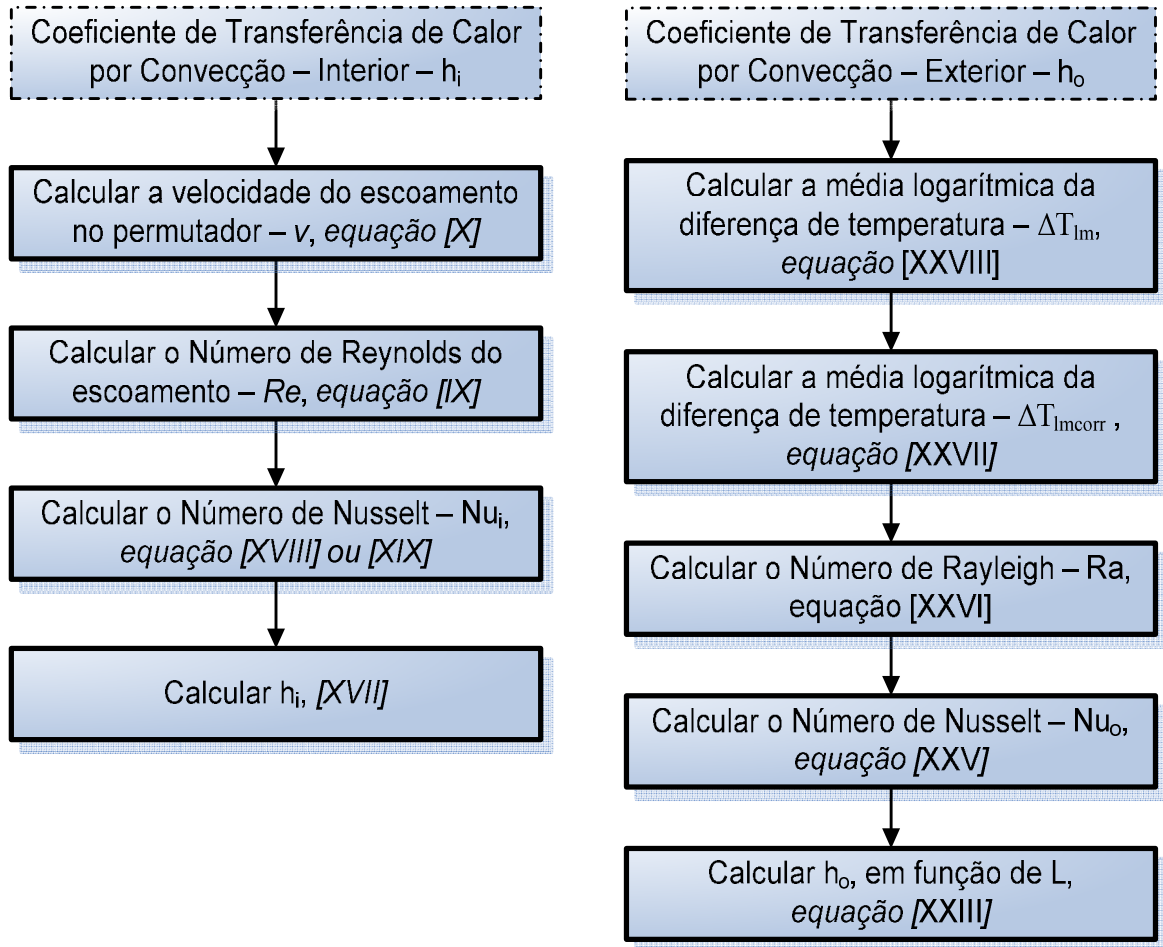 Coeficiente de Transferência de Calor
por Convecção – Interior – hi
Calcular a velocidade do escoamento
no permutador – v, equação [X]
Calcular o Número de Reynolds do
escoamento – Re, equação [IX]
Calcular o Número de Nusselt – Nui,
equação [XVIII] ou [XIX]
Calcular hi, [XVII]
Coeficiente de Transferência de Calor
por Convecção – Exterior – ho
Calcular a média logarítmica da
diferença de temperatura – ΔTlm,
equação [XXVIII]
Calcular a média logarítmica da
diferença de temperatura – ΔTlmcorr ,
equação [XXVII]
Calcular o Número de Rayleigh – Ra,
equação [XXVI]
Calcular o Número de Nusselt – Nuo,
equação [XXV]
Calcular ho, em função de L,
equação [XXIII]